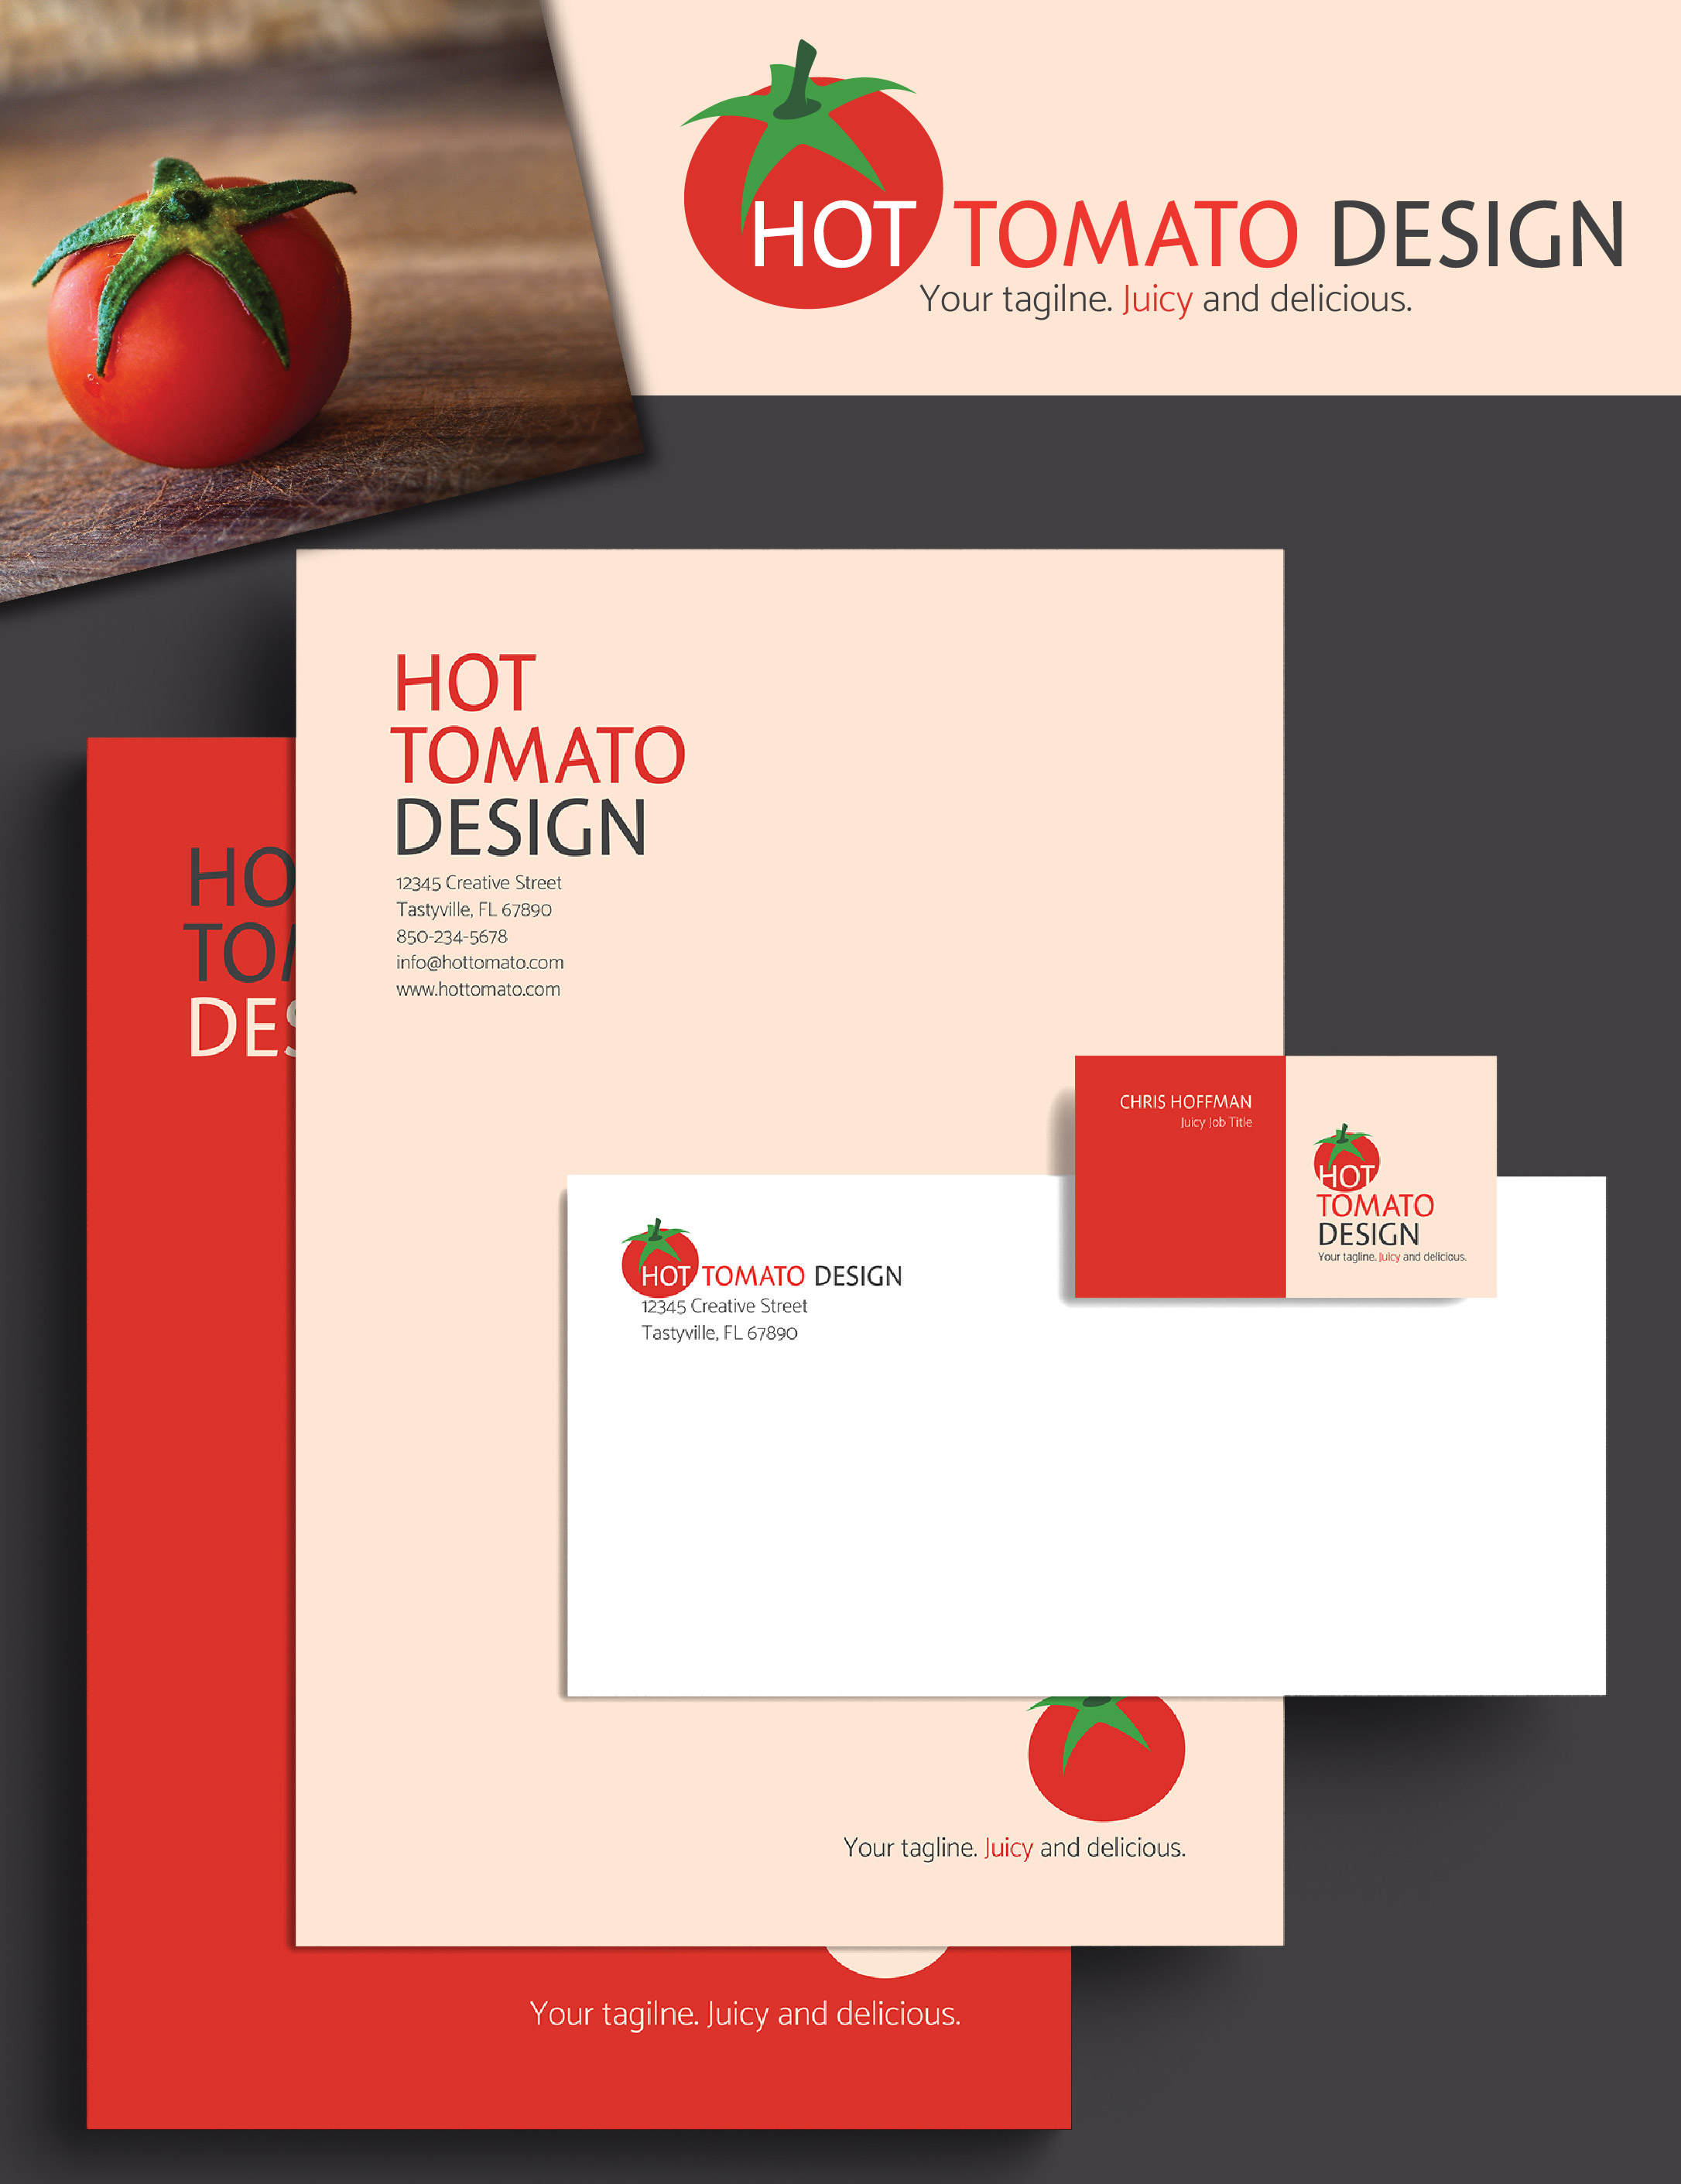 HOT TOMATO DESIGN
Your tagilne. Juicy and delicious.
HOT
TOMATO
DESIGN
12345 Creative Street
Tastyville, FL 67890
850-234-5678
info@hottomato.com
www.hottomato.com
HO
TO
DES
CHRIS HOFFMAN
Juicy Job Title
HOT
TOMATO
DESIGN
Your tagline. Juicy and delicious.
HOT TOMATO DESIGN
12345 Creative Street
Tastyville, FL 67890
Your tagline. Juicy and delicious.
Your tagilne. Juicy and delicious.